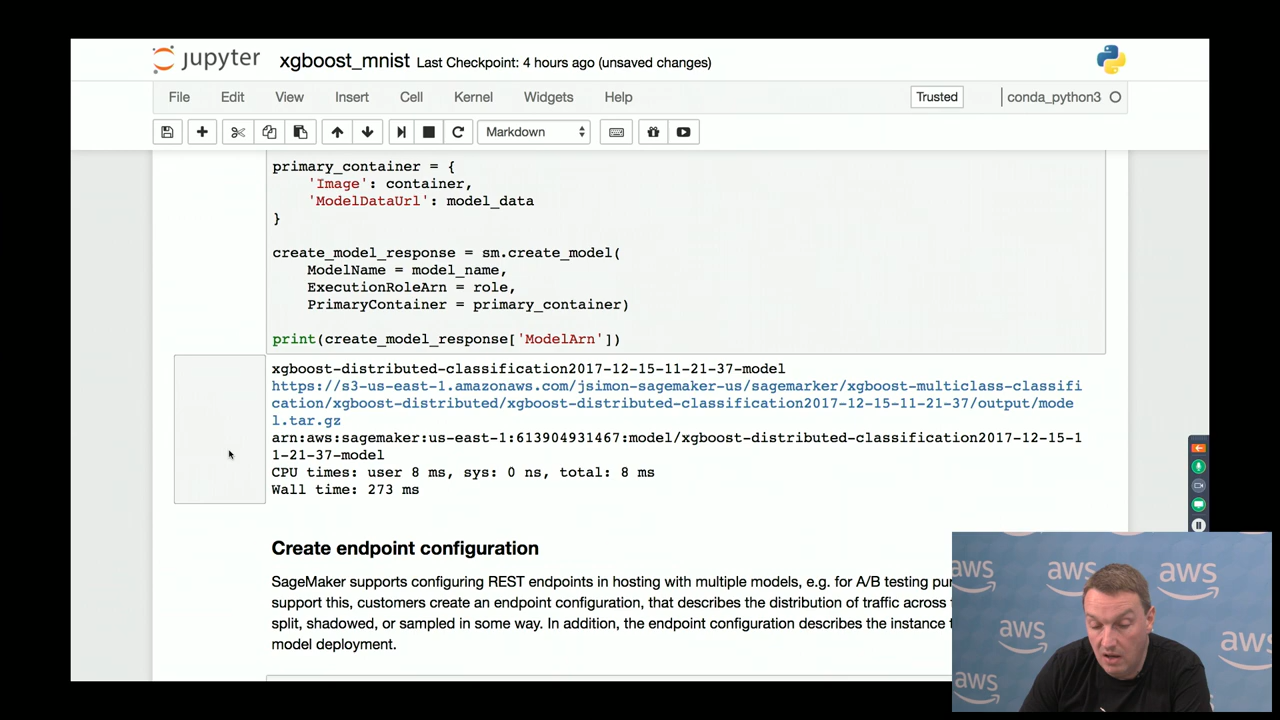 jupyter xgboost_mnist Last Checkpoint: 4 hours ago (unsaved changes)
File Edit View Insert Cell Kernel Widgets Help Trusted conda_python3
Markdown
primary_container = {
'Image': container,
'ModelDataUrl': model_data
}
create_model_response = sm.create_model(
ModelName = model_name,
ExecutionRoleArn = role,
PrimaryContainer = primary_container)
print(create_model_response['ModelArn'])
xgboost-distributed-classification2017-12-15-11-21-37-model
https://s3-us-east-1.amazonaws.com/jsimon-sagemaker-us/sagemarker/xgboost-multiclass-classifi
cation/xgboost-distributed/xgboost-distributed-classification2017-12-15-11-21-37/output/mode
l.tar.gz
arn:aws:sagemaker:us-east-1:613904931467:model/xgboost-distributed-classification2017-12-15-1
1-21-37-model
CPU times: user 8 ms, sys: 0 ns, total: 8 ms
Wall time: 273 ms
Create endpoint configuration
SageMaker supports configuring REST endpoints in hosting with multiple models, e.g. for A/B testing pur
support this, customers create an endpoint configuration, that describes the distribution of traffic across
split, shadowed, or sampled in some way. In addition, the endpoint configuration describes the instance
model deployment.
aws aws aws
aws aws
aws